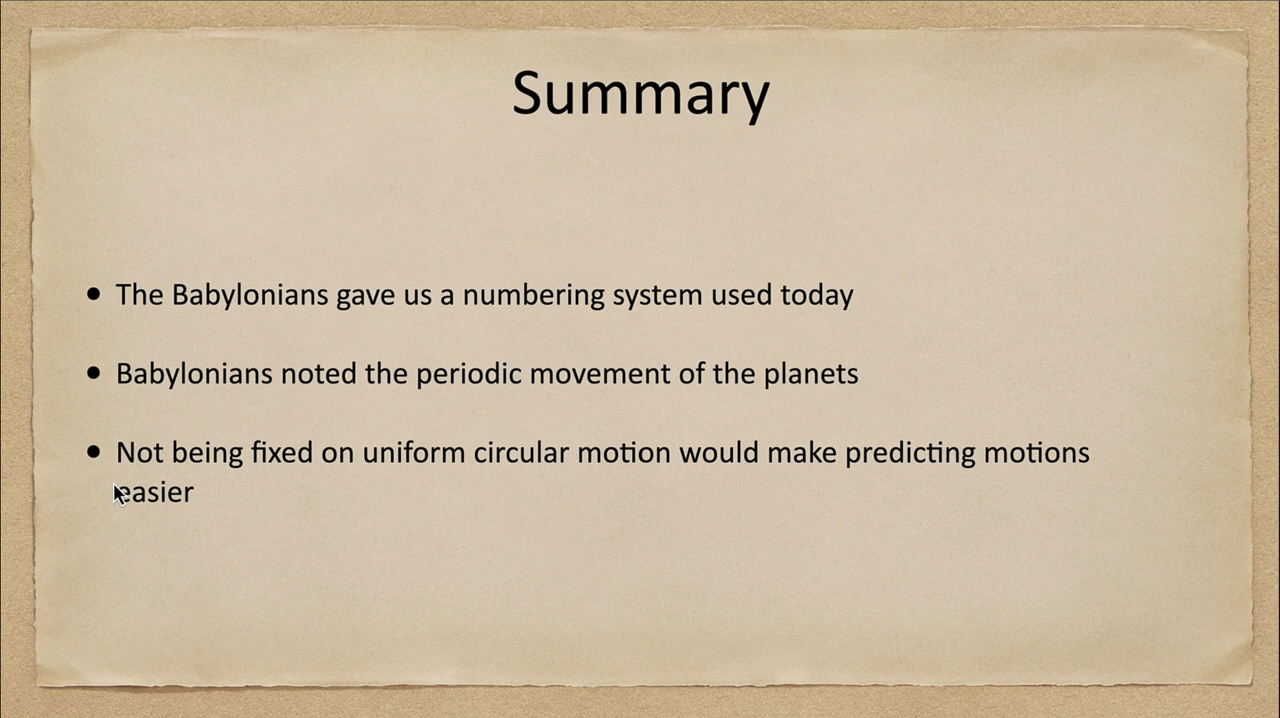 Summary
• The Babylonians gave us a numbering system used today
• Babylonians noted the periodic movement of the planets
• Not being fixed on uniform circular motion would make predicting motions
easier